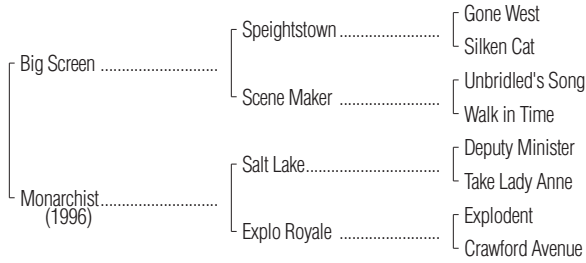 Gone West
Speightstown ....................
Silken Cat
Big Screen ........................
Unbridled's Song
Scene Maker ....................
Walk in Time
Deputy Minister
Salt Lake........................
Take Lady Anne
Monarchist........................
(1996)
Explodent
Explo Royale ....................
Crawford Avenue